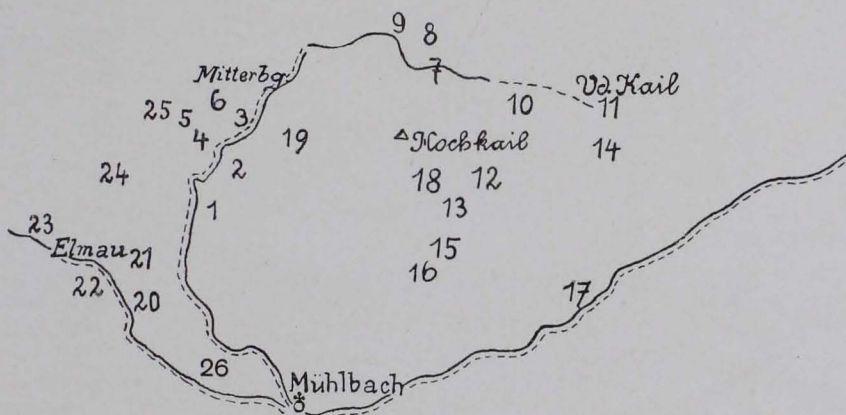 9 8
Mitterbg. 7
6 10 Vd. Kail
25 5 3 11
4 19 Hochkail 14
2 18 12
24 1 13
23 Elmau 21 15
22 20 16 17
26
Mühlbach